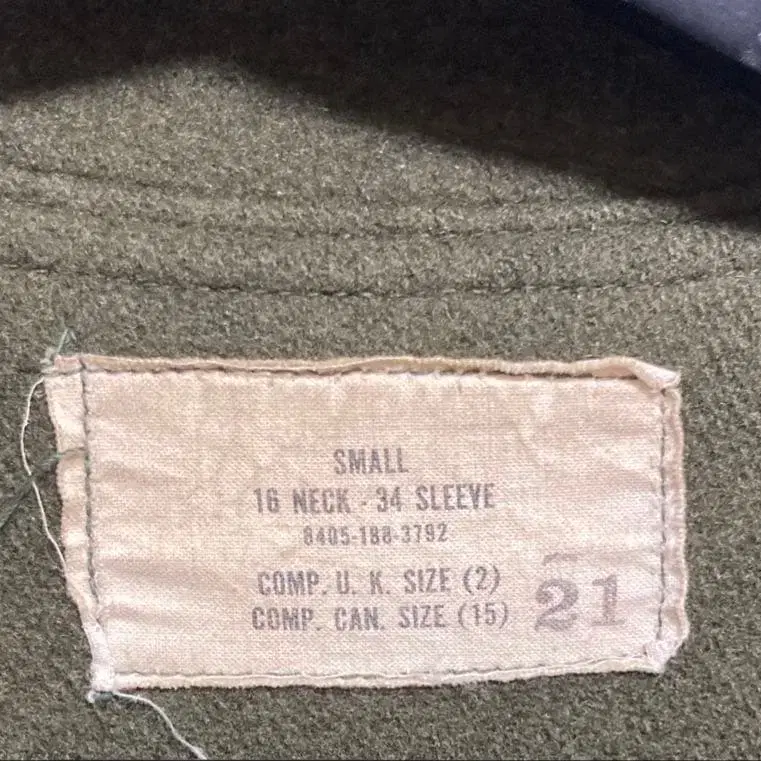 SMALL
16 NECK - 34 SLEEVE
8405-188-3792
COMP. U. K. SIZE (2)
COMP. CAN. SIZE (15)
21